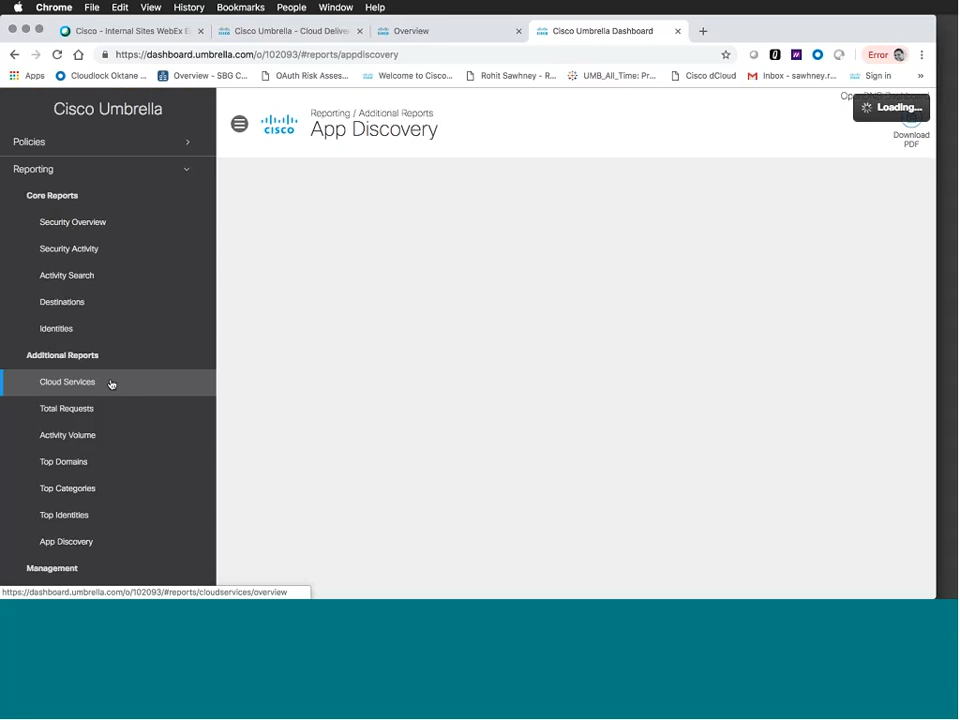 Chrome File Edit View History Bookmarks People Window Help
Cisco - Internal Sites WebEx E
Cisco Umbrella - Cloud Delive
Overview
Cisco Umbrella Dashboard
https://dashboard.umbrella.com/o/102093/#reports/appdiscovery
Error
Apps
Cloudlock Oktane ...
Overview - SBG C...
OAuth Risk Asses...
Welcome to Cisco...
Rohit Sawhney - R...
UMB_All_Time: Pr...
Cisco dCloud
Inbox - sawhney.r...
Sign in
»
Cisco Umbrella
Policies
Reporting
Core Reports
Security Overview
Security Activity
Activity Search
Destinations
Identities
Additional Reports
Cloud Services
Total Requests
Activity Volume
Top Domains
Top Categories
Top Identities
App Discovery
Management
https://dashboard.umbrella.com/o/102093/#reports/cloudservices/overview
cisco
Reporting / Additional Reports
App Discovery
Loading...
Download
PDF